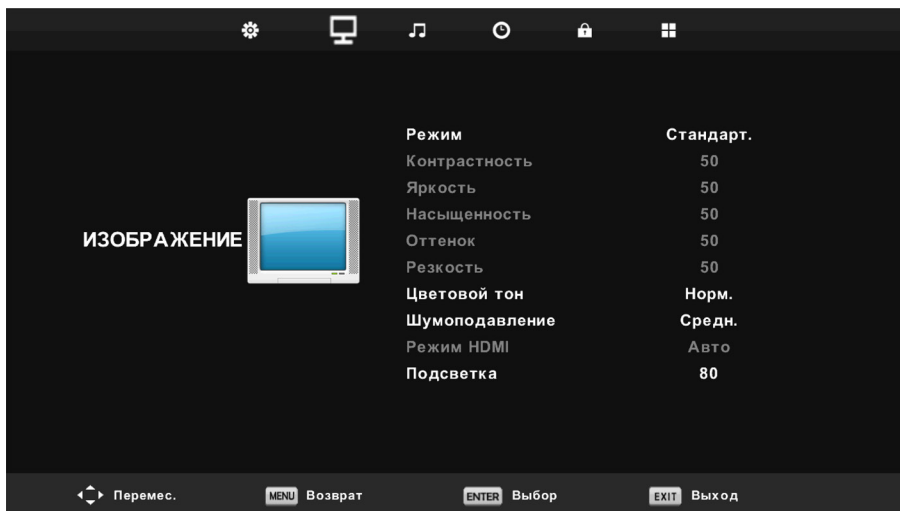 Режим Стандарт.
Контрастность 50
Яркость 50
Насыщенность 50
ИЗОБРАЖЕНИЕ
Оттенок 50
Резкость 50
Цветовой тон Норм.
Шумоподавление Средн.
Режим HDMI Авто
Подсветка 80
Перемес. MENU Возврат ENTER Выбор EXIT Выход